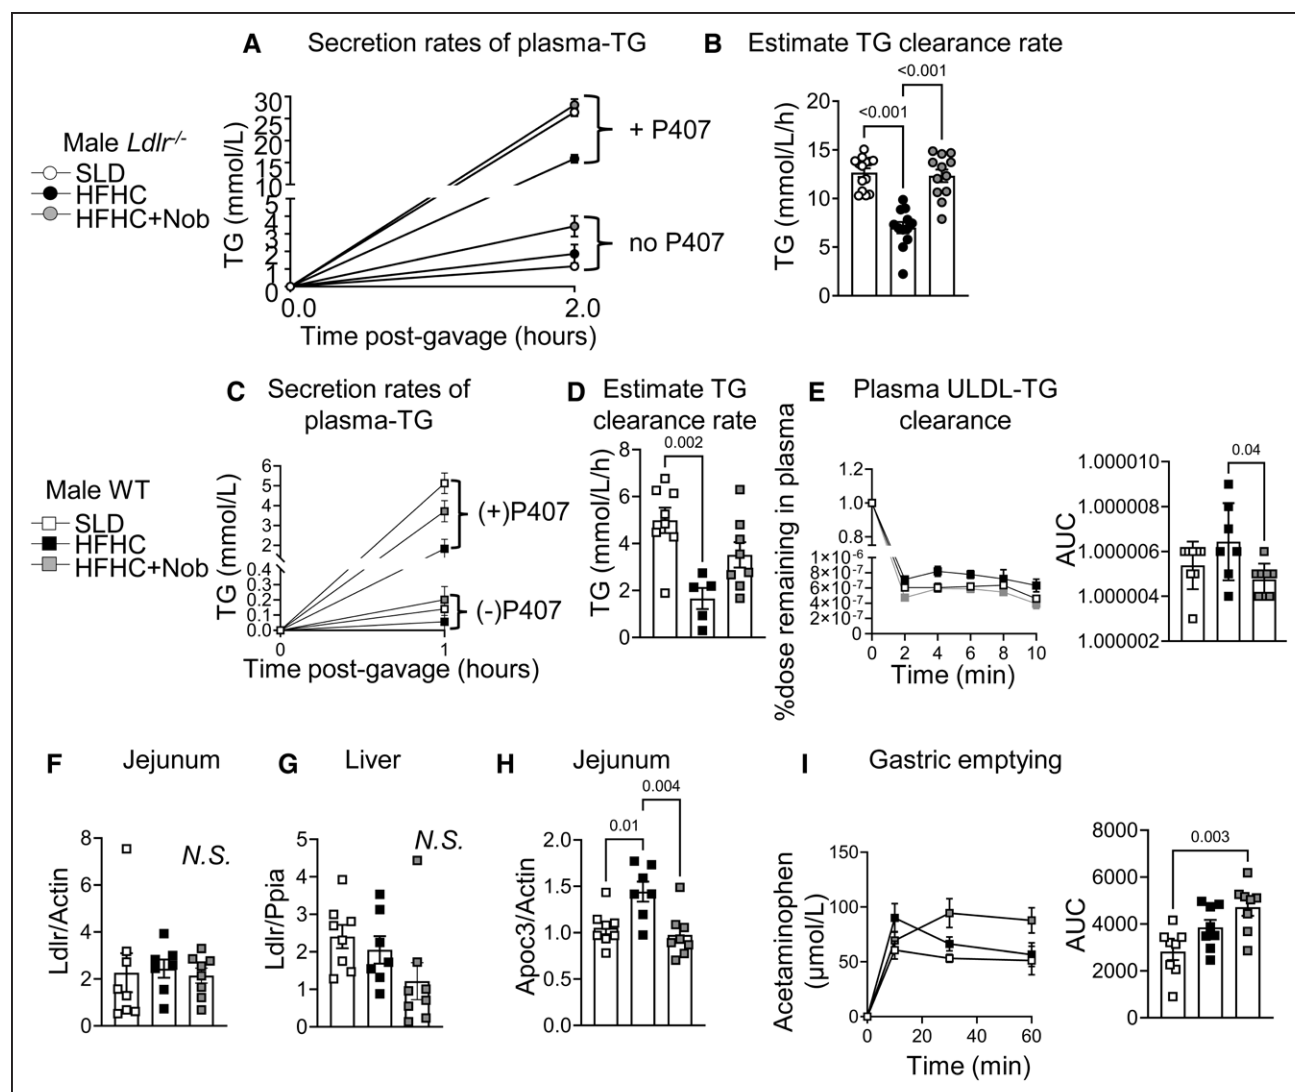 A Secretion rates of plasma-TG
B Estimate TG clearance rate
Male Ldlr-/-
SLD
HFHC
HFHC+Nob
TG (mmol/L)
30
25
20
15
10
5
4
3
2
1
0
0.0
2.0
Time post-gavage (hours)
+ P407
no P407
TG (mmol/L/h)
20
15
10
5
0
<0.001
<0.001
C Secretion rates of
plasma-TG
D Estimate TG
clearance rate
E Plasma ULDL-TG
clearance
Male WT
SLD
HFHC
HFHC+Nob
TG (mmol/L)
6
5
4
3
2
0.4
0.3
0.2
0.1
0.0
0
1
Time post-gavage (hours)
(+)P407
(-)P407
TG (mmol/L/h)
8
6
4
2
0
0.002
%dose remaining in plasma
1.2
1.0
0.8
1×10-6
8×10-7
6×10-7
4×10-7
2×10-7
0
0 2 4 6 8 10
Time (min)
AUC
1.000010
1.000008
1.000006
1.000004
1.000002
0.04
F Jejunum
G Liver
H Jejunum
I Gastric emptying
Ldlr/Actin
8
6
4
2
0
N.S.
Ldlr/Ppia
5
4
3
2
1
0
N.S.
Apoc3/Actin
2.0
1.5
1.0
0.5
0.0
0.01
0.004
Acetaminophen
(µmol/L)
150
100
50
0
0 20 40 60
Time (min)
AUC
8000
6000
4000
2000
0
0.003